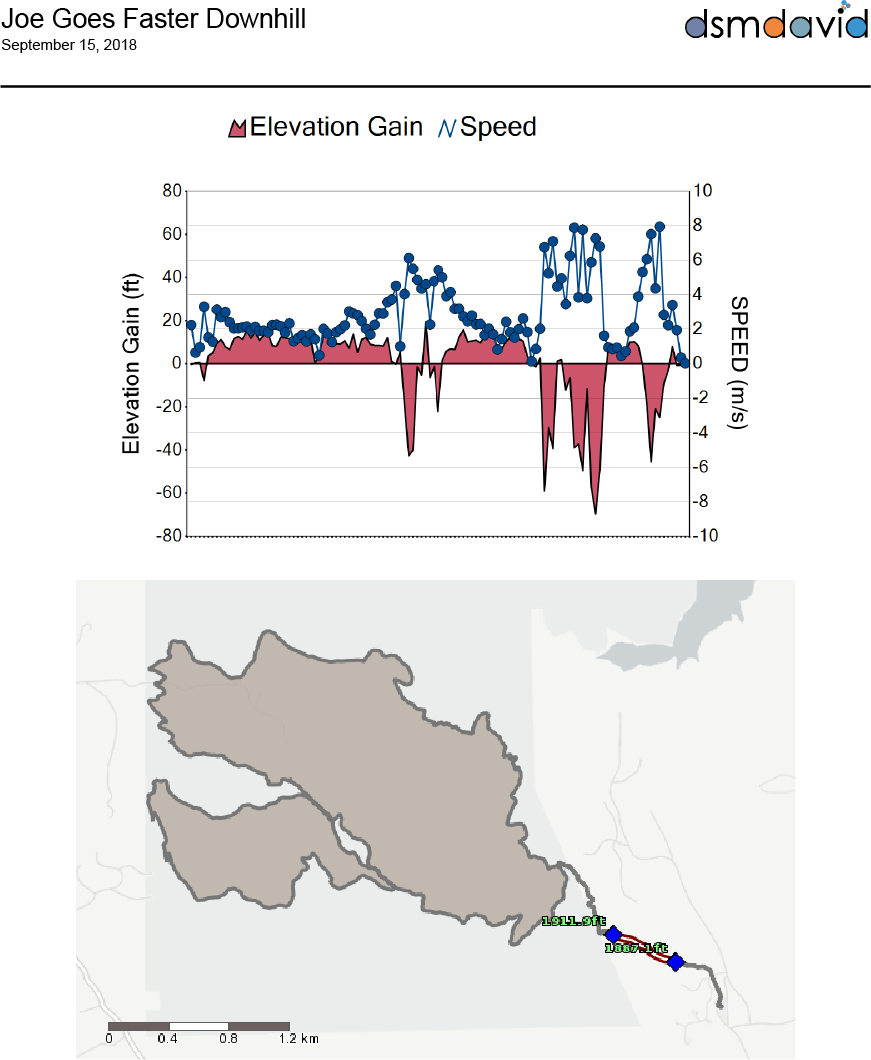 Joe Goes Faster Downhill
September 15, 2018
dsmdavid
Elevation Gain Speed
80 10
60 8
6
40 4
20 2
0 0
-20 -2
-40 -4
-6
-60 -8
-80 -10
Elevation Gain (ft)
SPEED (m/s)
1911.9ft
1887.1ft
0 0.4 0.8 1.2 km